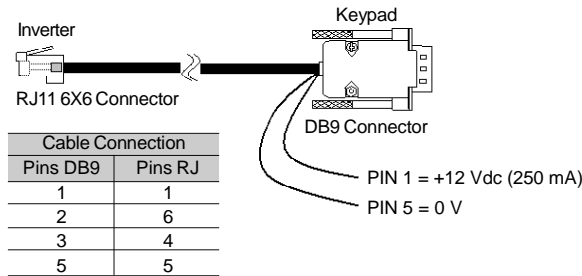 Keypad
Inverter
RJ11 6X6 Connector
DB9 Connector
Cable Connection
Pins DB9 Pins RJ
1 1
2 6
3 4
5 5
PIN 1 = +12 Vdc (250 mA)
PIN 5 = 0 V